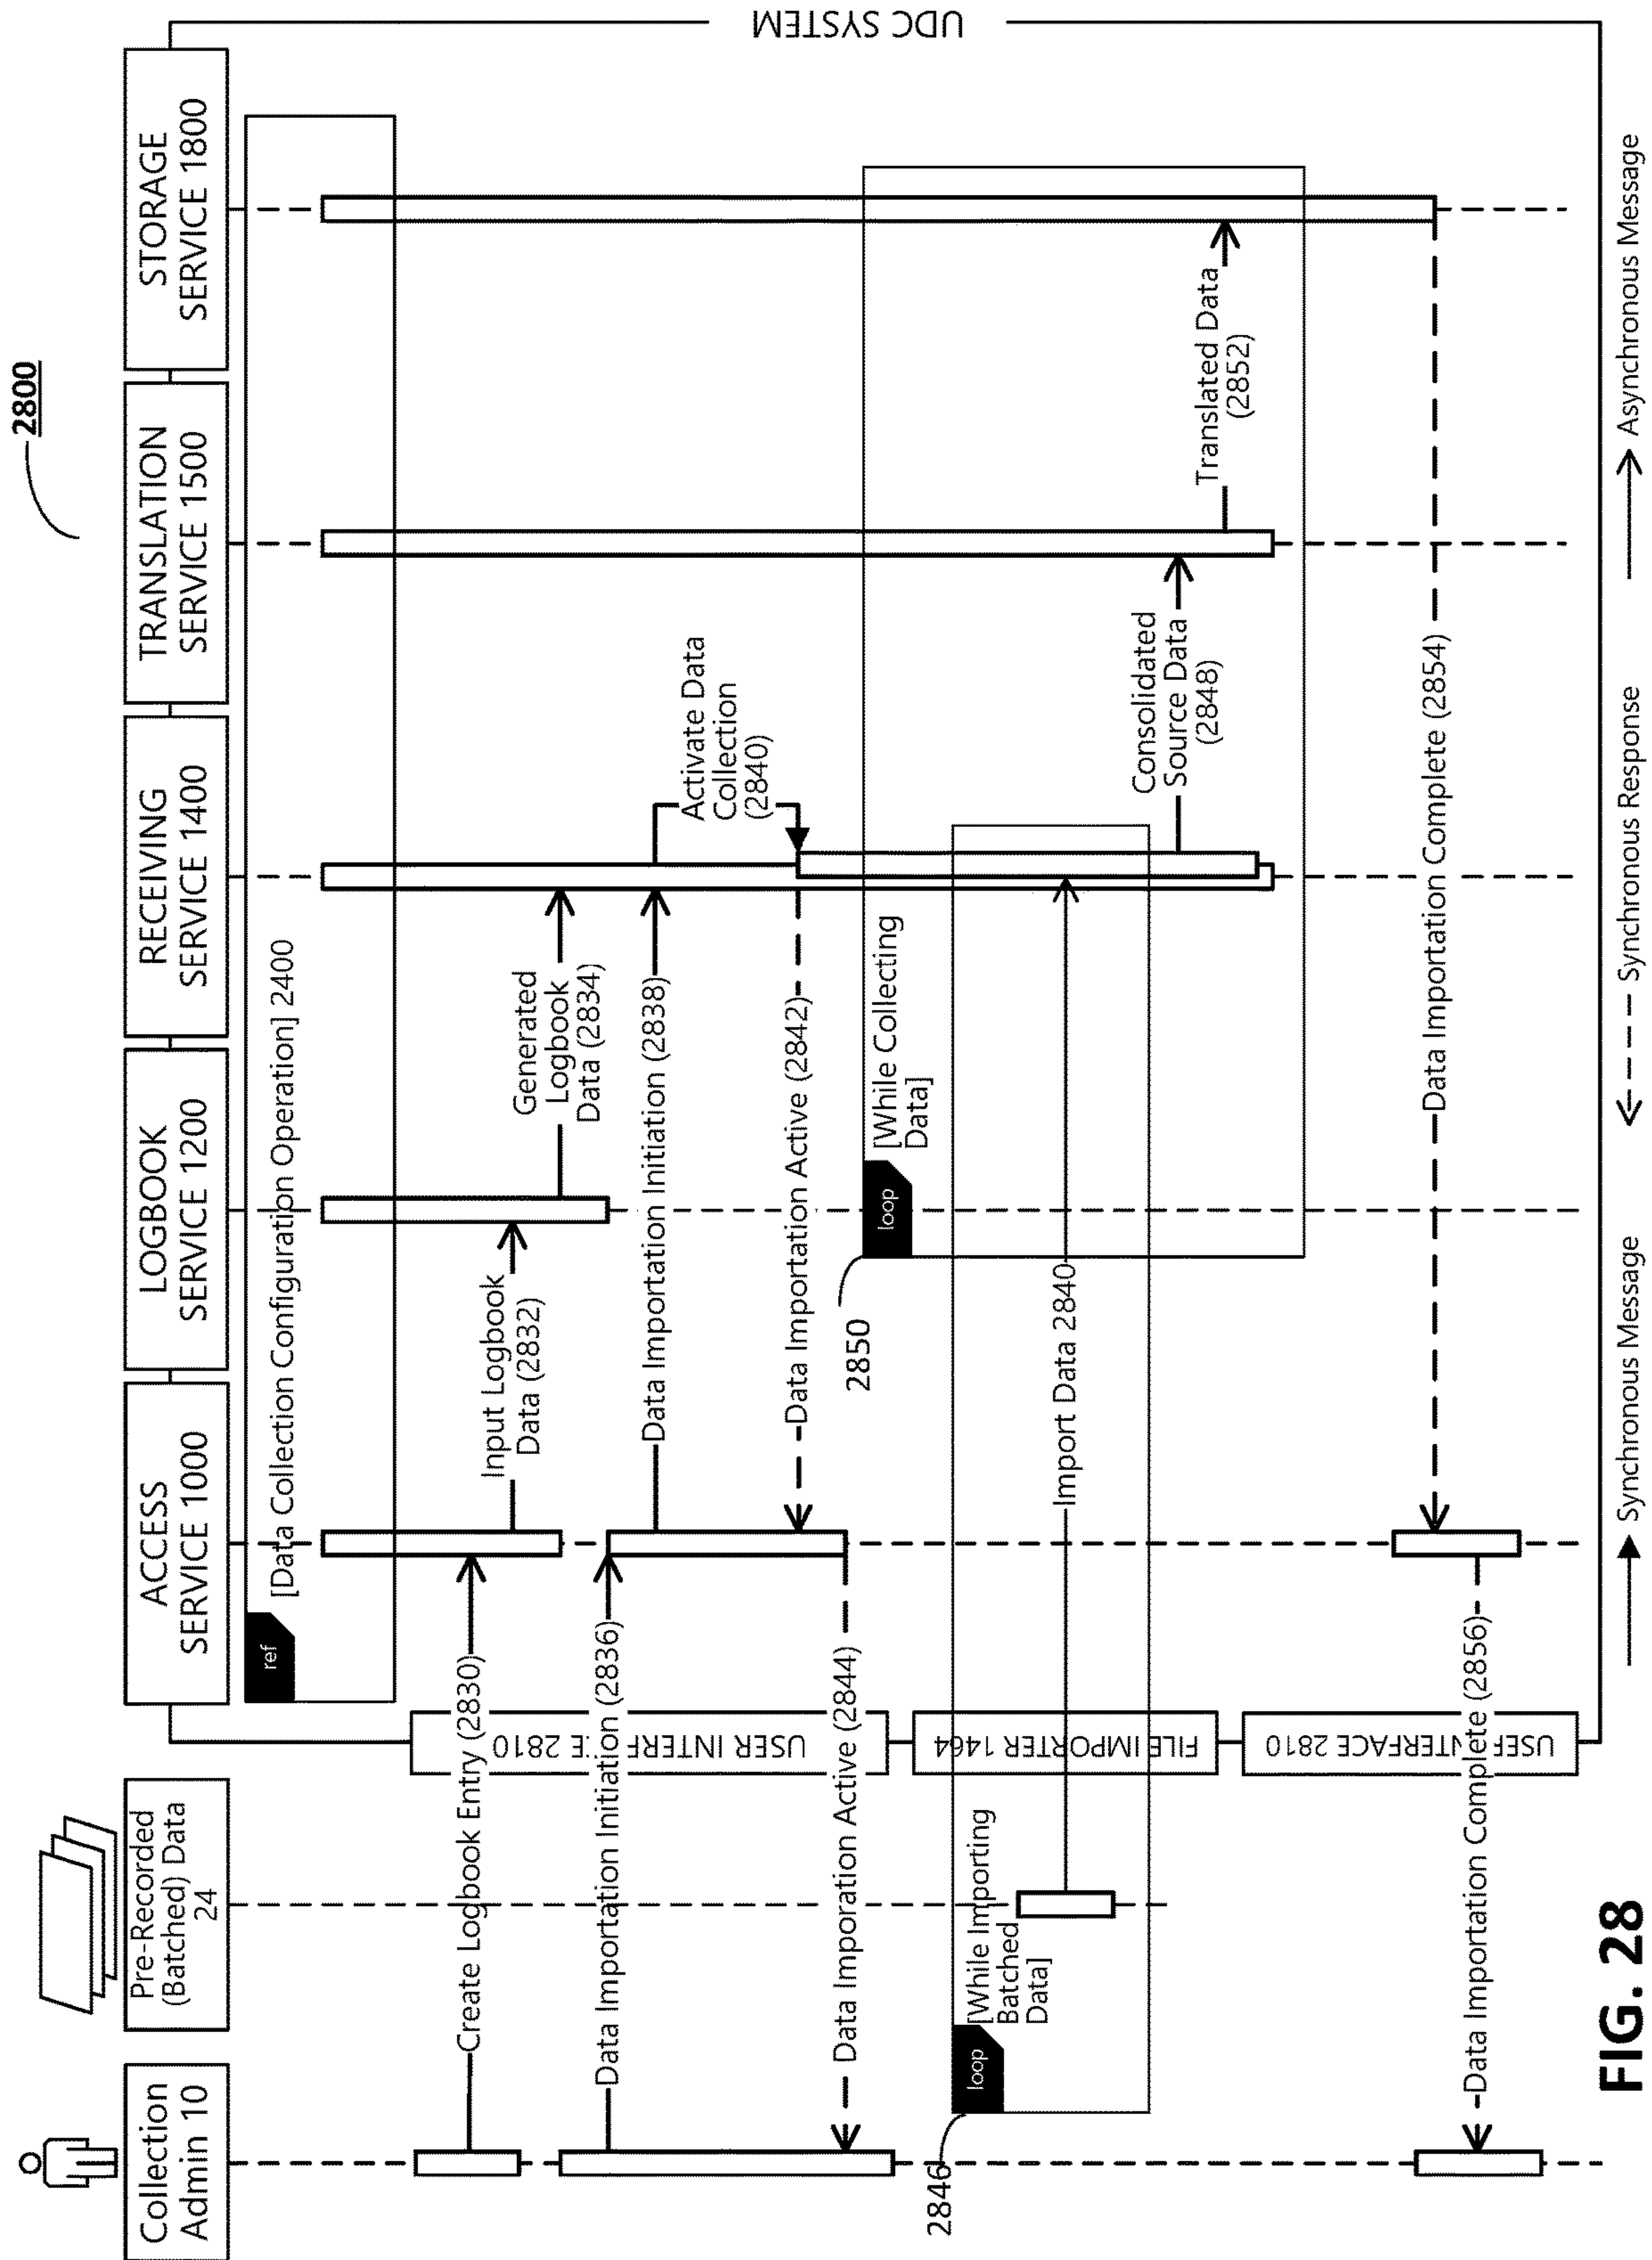 2800
Collection
Admin 10
Pre-Recorded
(Batched) Data
24
ACCESS
SERVICE 1000
LOGBOOK
SERVICE 1200
RECEIVING
SERVICE 1400
TRANSLATION
SERVICE 1500
STORAGE
SERVICE 1800
UDC SYSTEM
ref
[Data Collection Configuration Operation] 2400
USER INTERFACE 2810
Create Logbook Entry (2830)
Input Logbook
Data (2832)
Generated
Logbook
Data (2834)
Data Importation Initiation (2836)
Data Importation Initiation (2838)
Activate Data
Collection
(2840)
Data Importation Active (2842)
Data Imporation Active (2844)
2850
loop
[While Collecting
Data]
2846
loop
[While Importing
Batched
Data]
FILE IMPORTER 1464
Import Data 2840
Consolidated
Source Data
(2848)
Translated Data
(2852)
USER INTERFACE 2810
Data Importation Complete (2854)
Data Importation Complete (2856)
Synchronous Message
Synchronous Response
Asynchronous Message
FIG. 28